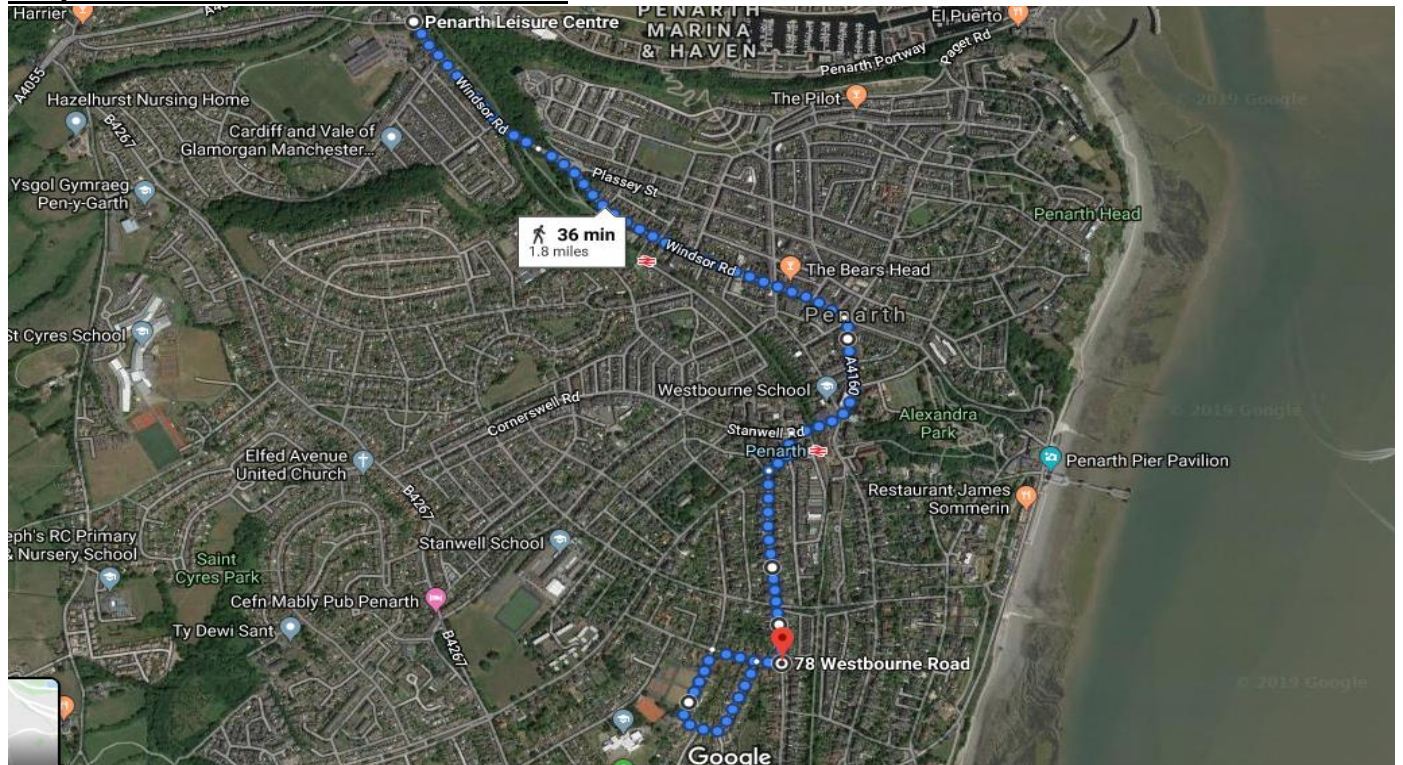 Harrier
A4055
Hazelhurst Nursing Home
B4267
Ysgol Gymraeg
Pen-y-Garth
Cardiff and Vale of
Glamorgan Manchester...
Penarth Leisure Centre
PENARTH
MARINA
& HAVEN
El Puerto
Penarth Portway
Paget Rd
The Pilot
2019 Google
Windsor Rd
Plassey St
36 min
1.8 miles
Windsor Rd
The Bears Head
Penarth Head
Penarth
St Cyres School
Westbourne School
A4160
Cornerswell Rd
Stanwell Rd
Penarth
Alexandra
Park
© 2019 Google
Elfed Avenue
United Church
Penarth Pier Pavilion
B4267
Restaurant James
Sommerin
eph's RC Primary
& Nursery School
Stanwell School
Saint
Cyres Park
Cefn Mably Pub Penarth
Ty Dewi Sant
B4267
78 Westbourne Road
© 2019 Google
Google